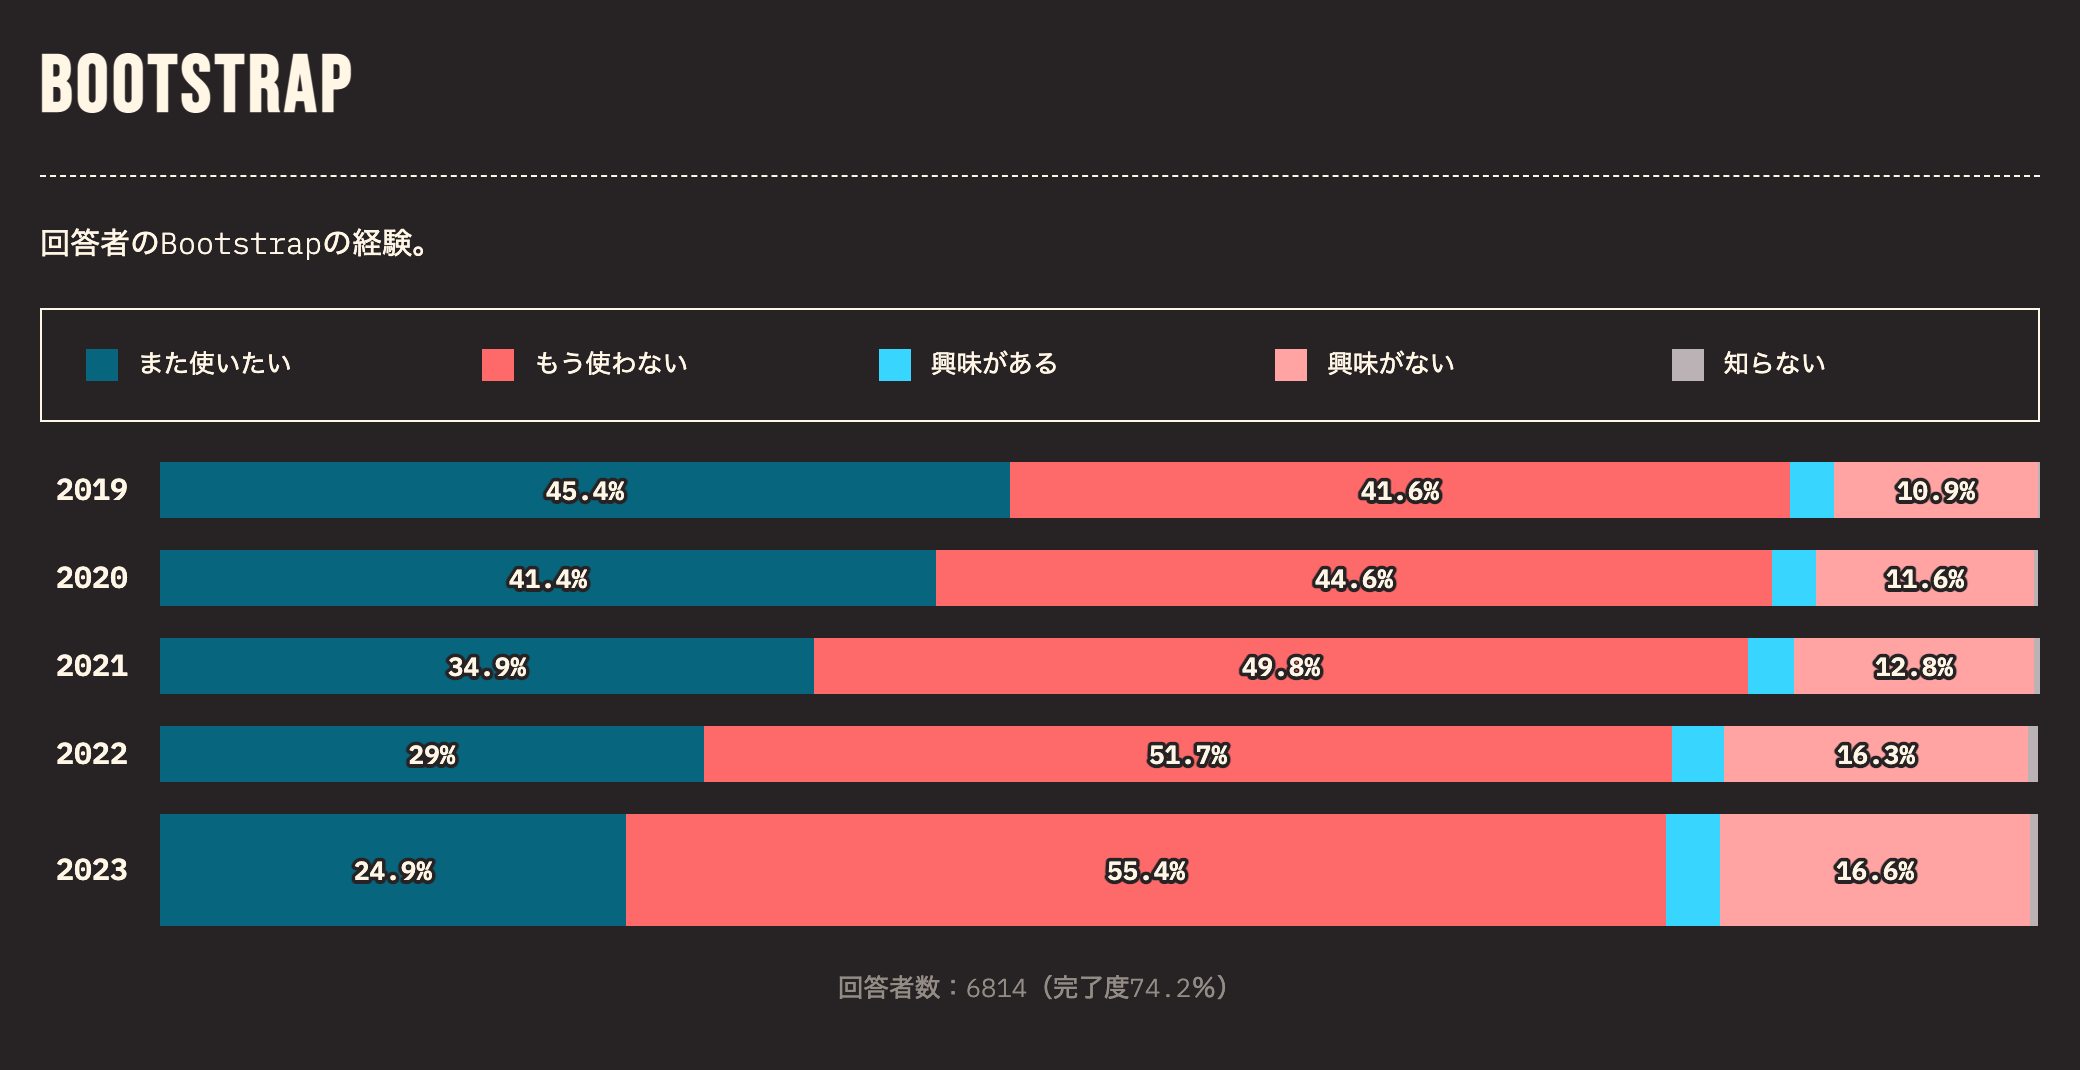 BOOTSTRAP
回答者のBootstrapの経験。
また使いたい もう使わない 興味がある 興味がない 知らない
2019 45.4% 41.6% 10.9%
2020 41.4% 44.6% 11.6%
2021 34.9% 49.8% 12.8%
2022 29% 51.7% 16.3%
2023 24.9% 55.4% 16.6%
回答者数：6814（完了度74.2%）